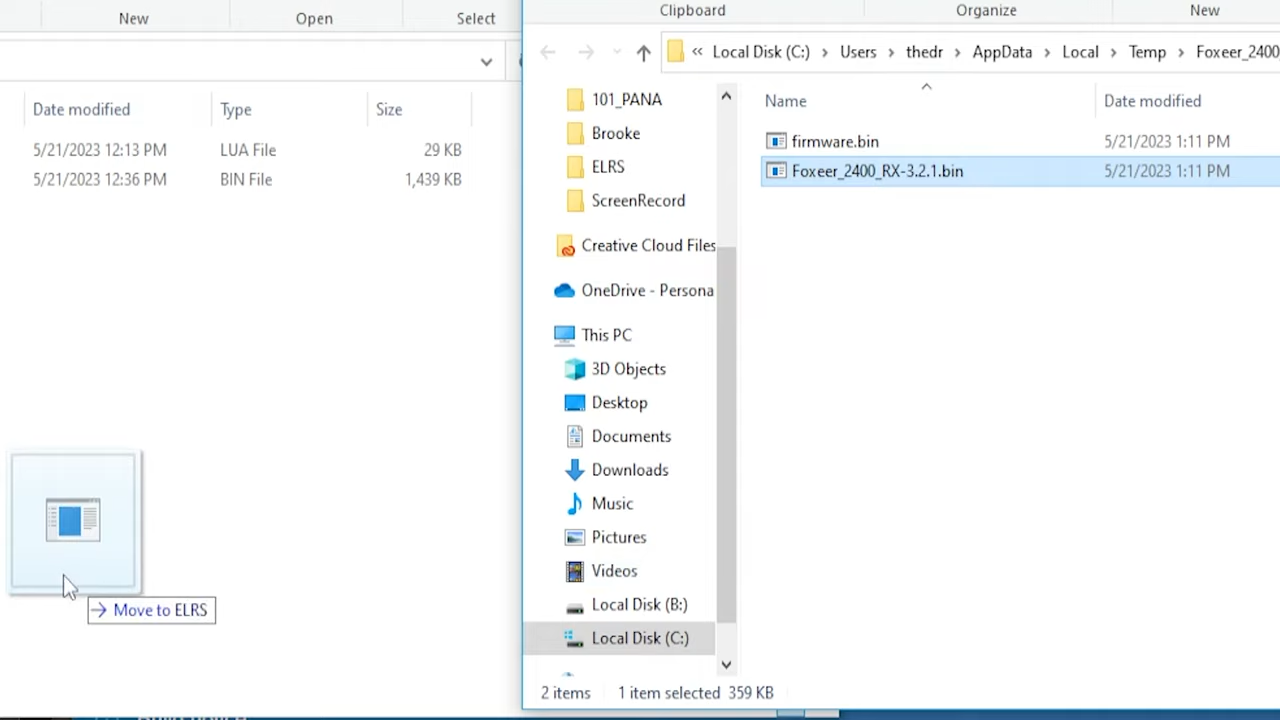 New Open Select
Date modified Type Size
5/21/2023 12:13 PM LUA File 29 KB
5/21/2023 12:36 PM BIN File 1,439 KB
Move to ELRS
Clipboard Organize New
« Local Disk (C:) › Users › thedr › AppData › Local › Temp › Foxeer_2400
101_PANA
Brooke
ELRS
ScreenRecord
Creative Cloud Files
OneDrive - Persona
This PC
3D Objects
Desktop
Documents
Downloads
Music
Pictures
Videos
Local Disk (B:)
Local Disk (C:)
Name Date modified
firmware.bin 5/21/2023 1:11 PM
Foxeer_2400_RX-3.2.1.bin 5/21/2023 1:11 PM
2 items 1 item selected 359 KB